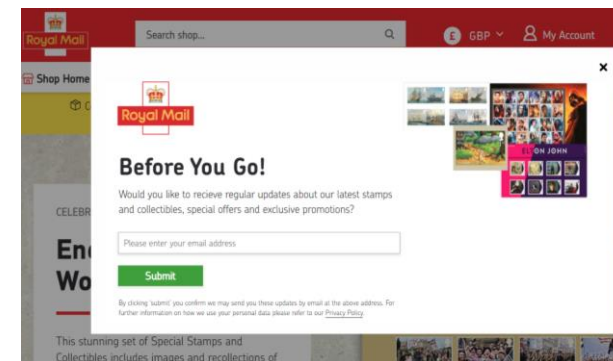 Royal Mail
Search shop...
£ GBP
My Account
Shop Home
Royal Mail
ELTON JOHN
Before You Go!
Would you like to recieve regular updates about our latest stamps
and collectibles, special offers and exclusive promotions?
Please enter your email address
Submit
By clicking 'submit' you confirm we may send you these updates by email at the above address. For
further information on how we use your personal data please refer to our Privacy Policy.
CELEBR
En
Wo
This stunning set of Special Stamps and
Collectibles includes images and recollections of